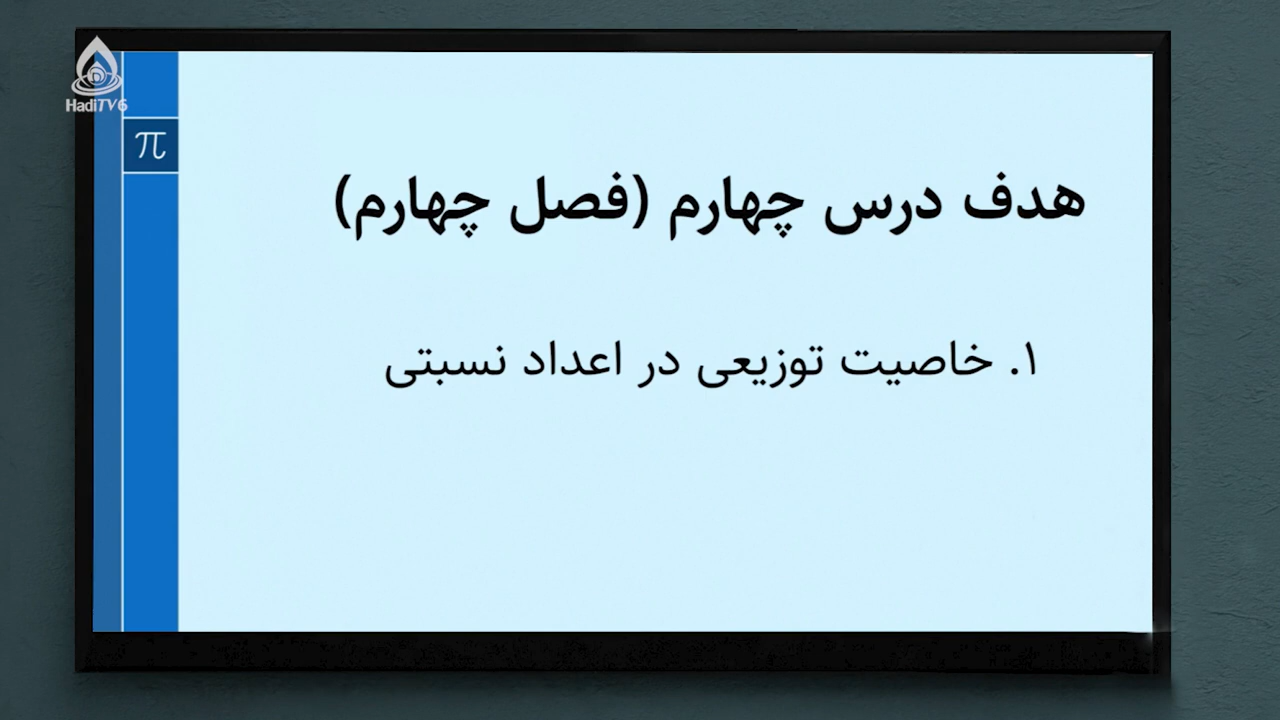 HadiTV6
π
هدف درس چهارم (فصل چهارم)
۱. خاصیت توزیعی در اعداد نسبتی